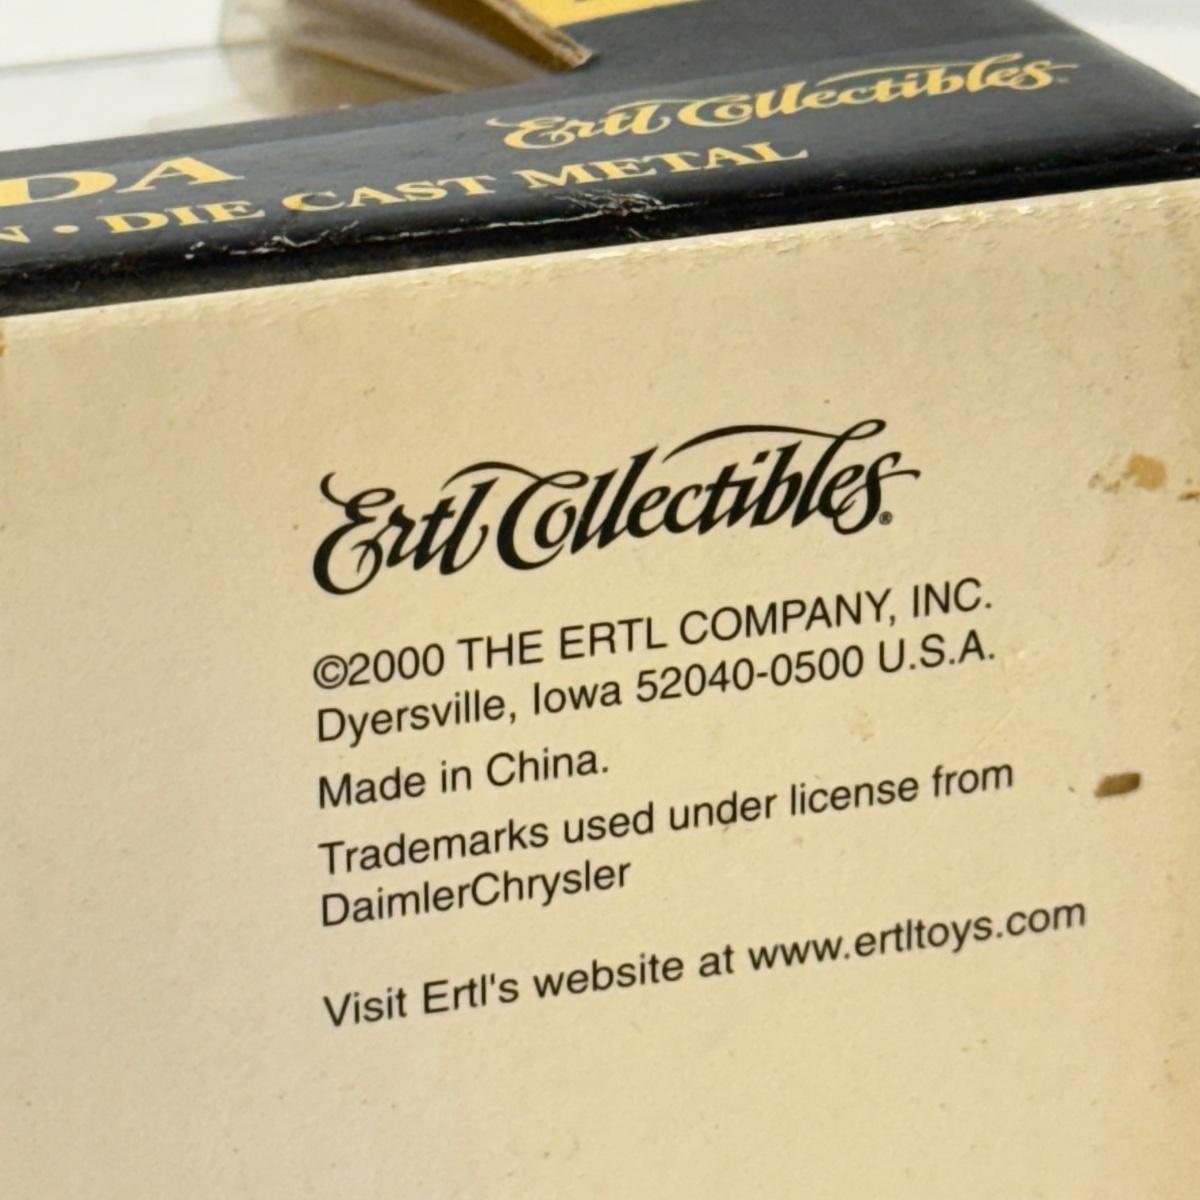 Ertl Collectibles
DA
N • DIE CAST METAL
Ertl Collectibles®
©2000 THE ERTL COMPANY, INC.
Dyersville, Iowa 52040-0500 U.S.A.
Made in China.
Trademarks used under license from
DaimlerChrysler
Visit Ertl's website at www.ertltoys.com